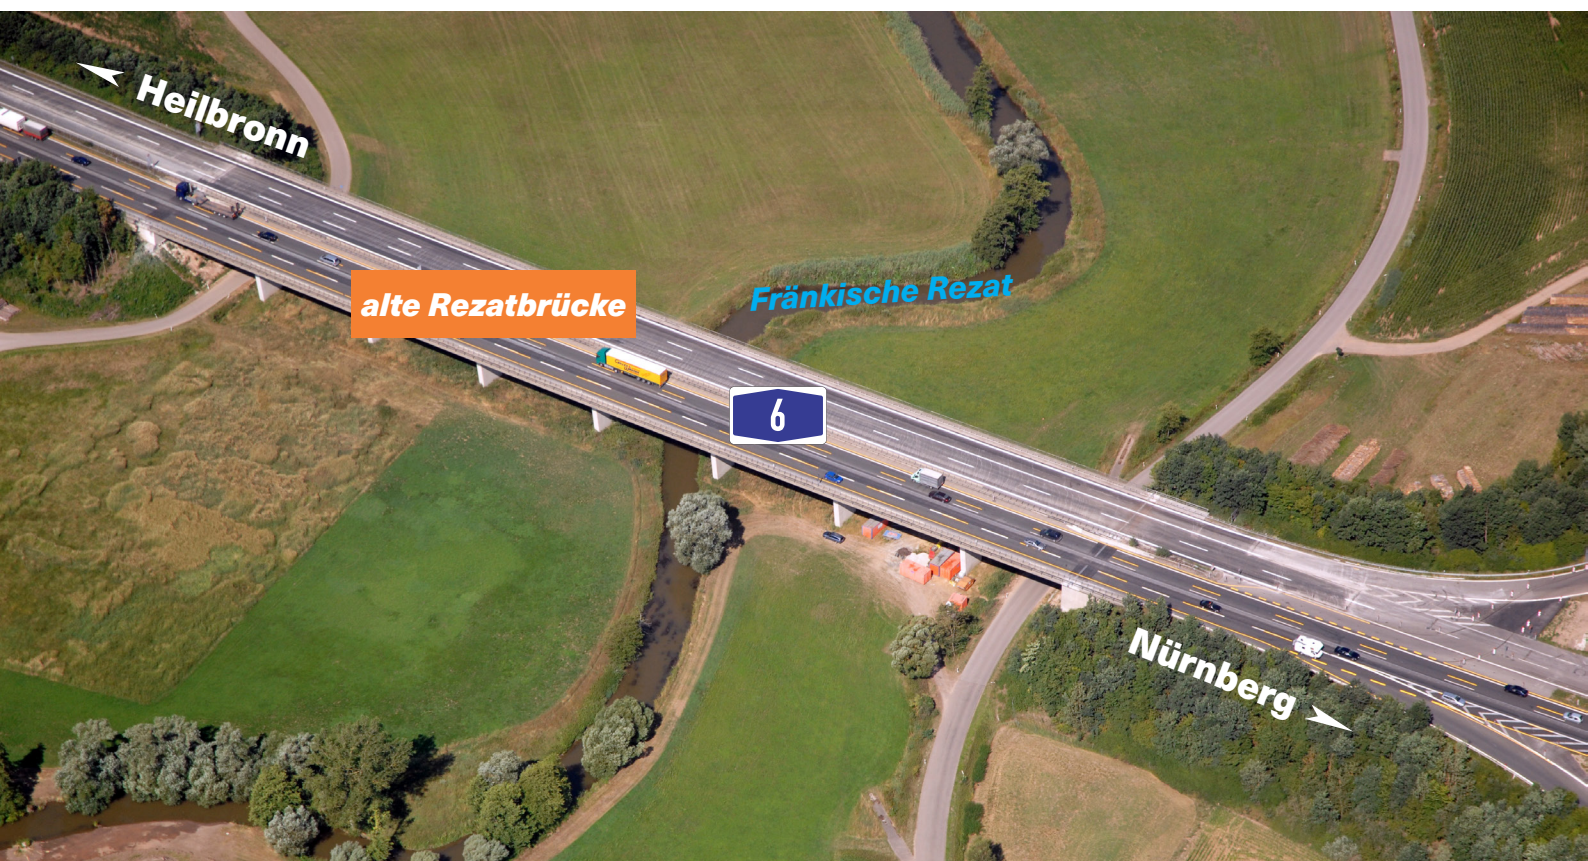 Heilbronn
alte Rezatbrücke
Fränkische Rezat
6
Nürnberg